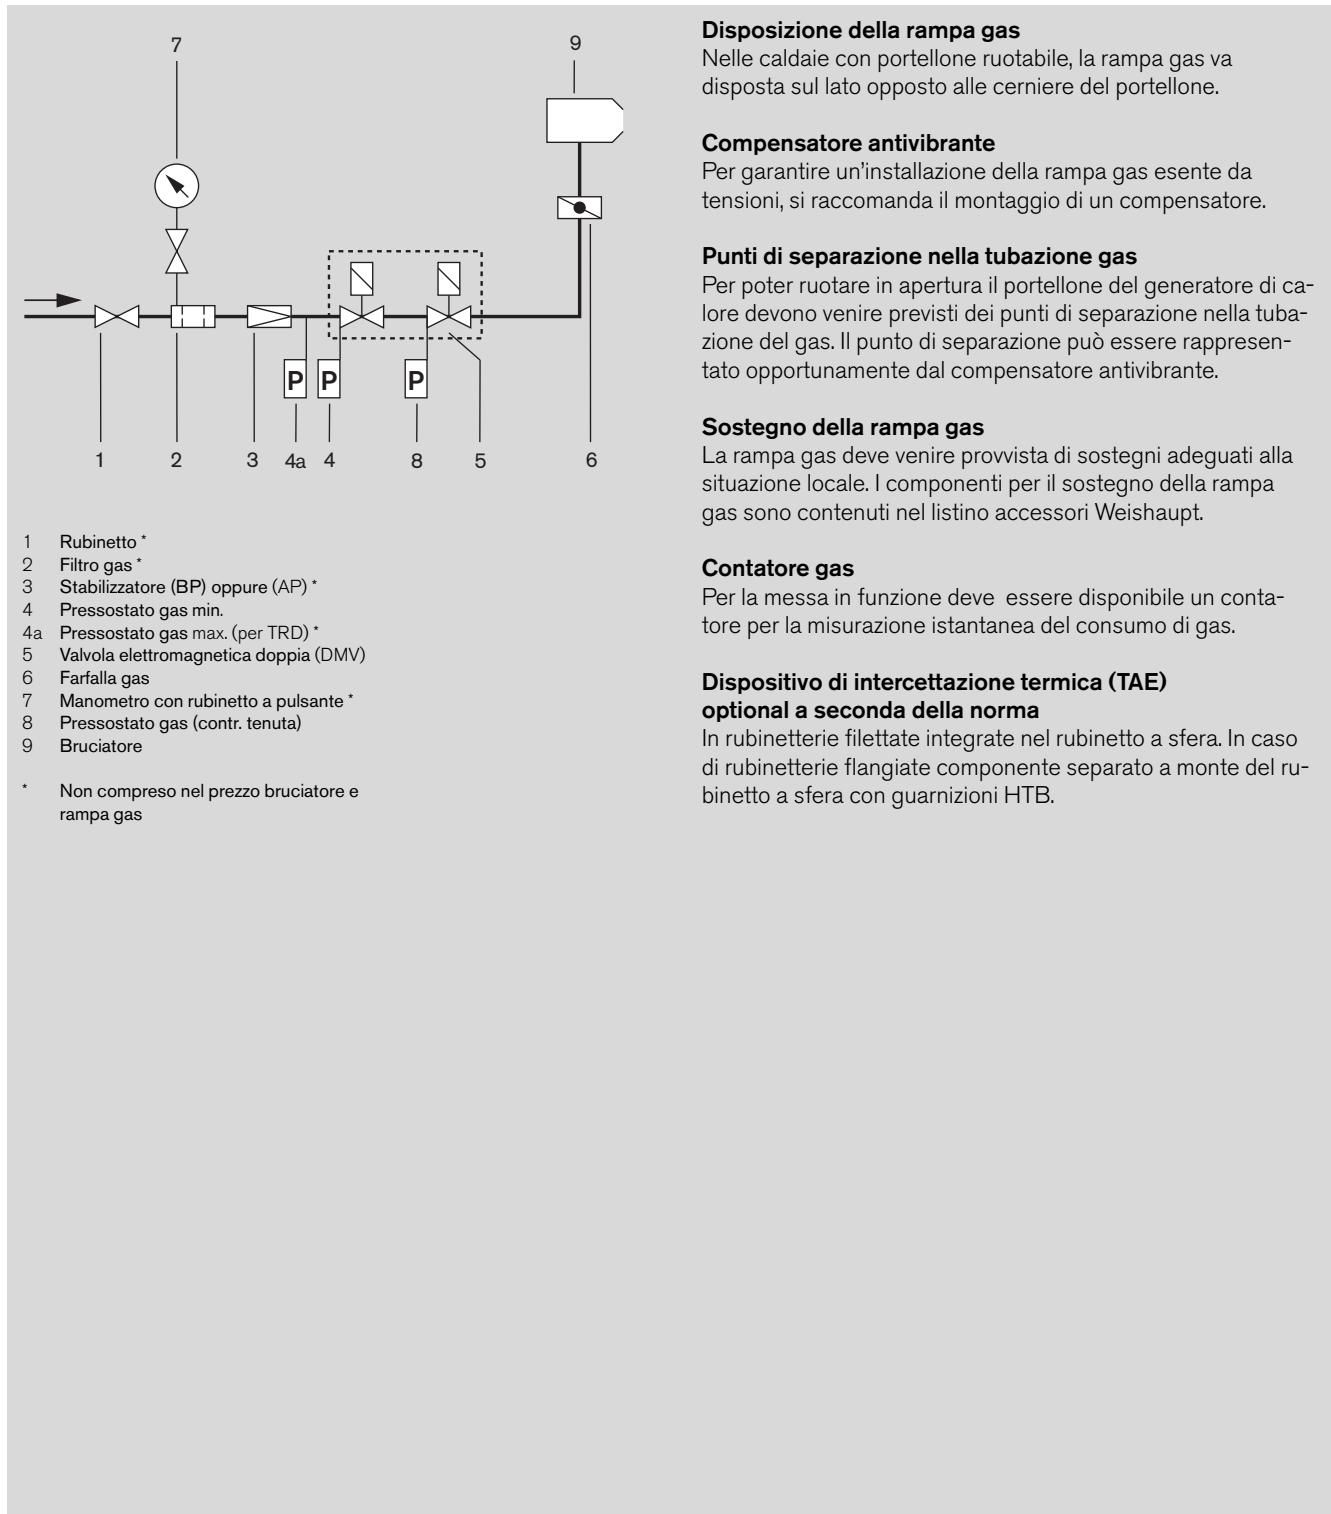 7
9
P
P
P
1
2
3
4a
4
8
5
6
1 Rubinetto *
2 Filtro gas *
3 Stabilizzatore (BP) oppure (AP) *
4 Pressostato gas min.
4a Pressostato gas max. (per TRD) *
5 Valvola elettromagnetica doppia (DMV)
6 Farfalla gas
7 Manometro con rubinetto a pulsante *
8 Pressostato gas (contr. tenuta)
9 Bruciatore
* Non compreso nel prezzo bruciatore e
rampa gas
Disposizione della rampa gas
Nelle caldaie con portellone ruotabile, la rampa gas va
disposta sul lato opposto alle cerniere del portellone.
Compensatore antivibrante
Per garantire un'installazione della rampa gas esente da
tensioni, si raccomanda il montaggio di un compensatore.
Punti di separazione nella tubazione gas
Per poter ruotare in apertura il portellone del generatore di ca-
lore devono venire previsti dei punti di separazione nella tuba-
zione del gas. Il punto di separazione può essere rappresen-
tato opportunamente dal compensatore antivibrante.
Sostegno della rampa gas
La rampa gas deve venire provvista di sostegni adeguati alla
situazione locale. I componenti per il sostegno della rampa
gas sono contenuti nel listino accessori Weishaupt.
Contatore gas
Per la messa in funzione deve essere disponibile un conta-
tore per la misurazione istantanea del consumo di gas.
Dispositivo di intercettazione termica (TAE)
optional a seconda della norma
In rubinetterie filettate integrate nel rubinetto a sfera. In caso
di rubinetterie flangiate componente separato a monte del ru-
binetto a sfera con guarnizioni HTB.